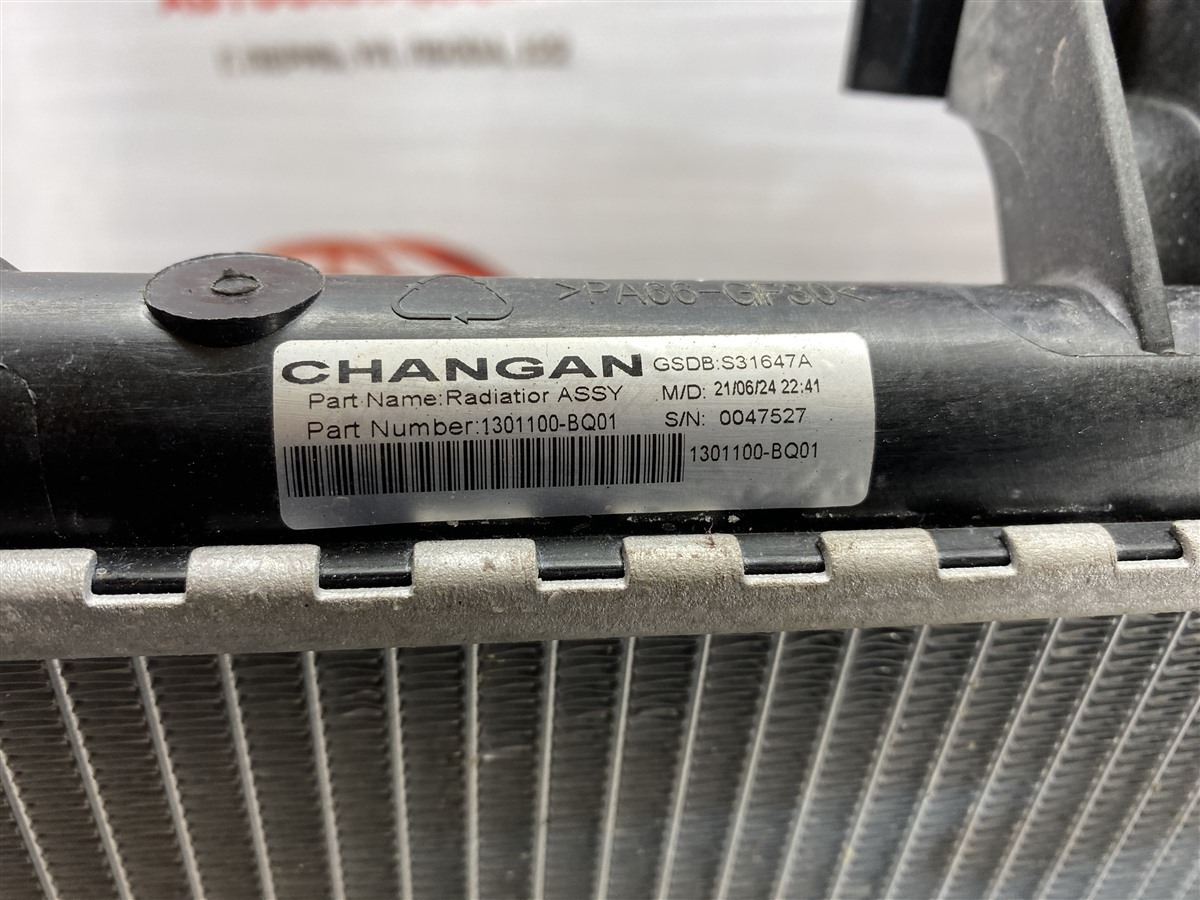 >PA66-GF30<
CHANGAN GSDB:S31647A
Part Name:Radiatior ASSY M/D: 21/06/24 22:41
Part Number:1301100-BQ01 S/N: 0047527
1301100-BQ01